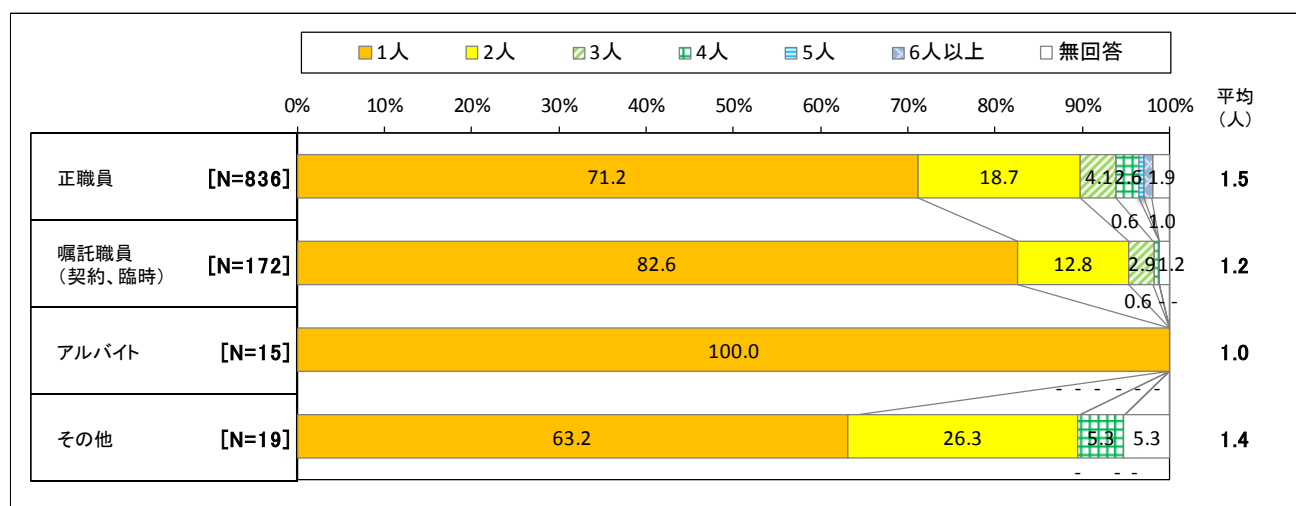 1人 2人 3人 4人 5人 6人以上 無回答
0% 10% 20% 30% 40% 50% 60% 70% 80% 90% 100% 平均
（人）
正職員 [N=836] 71.2 18.7 4.1 2.6 1.9 1.5
0.6 1.0
嘱託職員
（契約、臨時） [N=172] 82.6 12.8 2.9 1.2 1.2
0.6 - -
アルバイト [N=15] 100.0 1.0
- - - - - -
その他 [N=19] 63.2 26.3 5.3 5.3 1.4
- - -